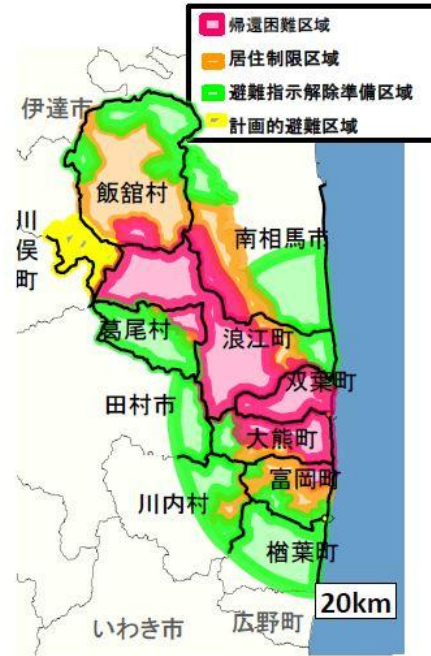 帰還困難区域
居住制限区域
避難指示解除準備区域
計画的避難区域
伊達市
飯舘村
川俣町
南相馬市
葛尾村
浪江町
双葉町
田村市
大熊町
富岡町
川内村
楢葉町
20km
いわき市
広野町